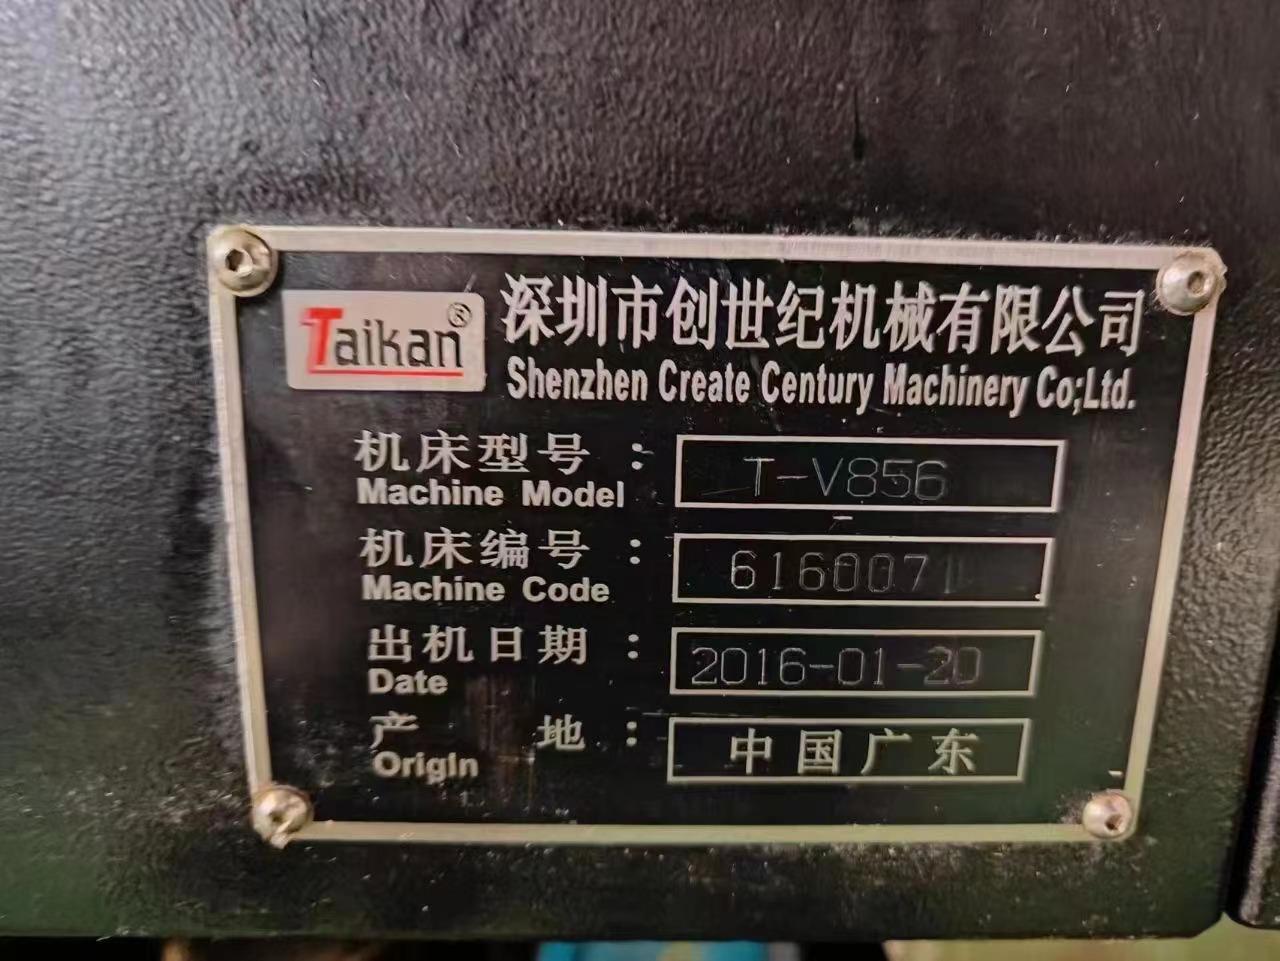 Taikan®
深圳市创世纪机械有限公司
Shenzhen Create Century Machinery Co;Ltd.
机床型号： T-V856
Machine Model
机床编号： 6160071
Machine Code
出机日期： 2016-01-20
Date
产 地： 中国广东
Origin